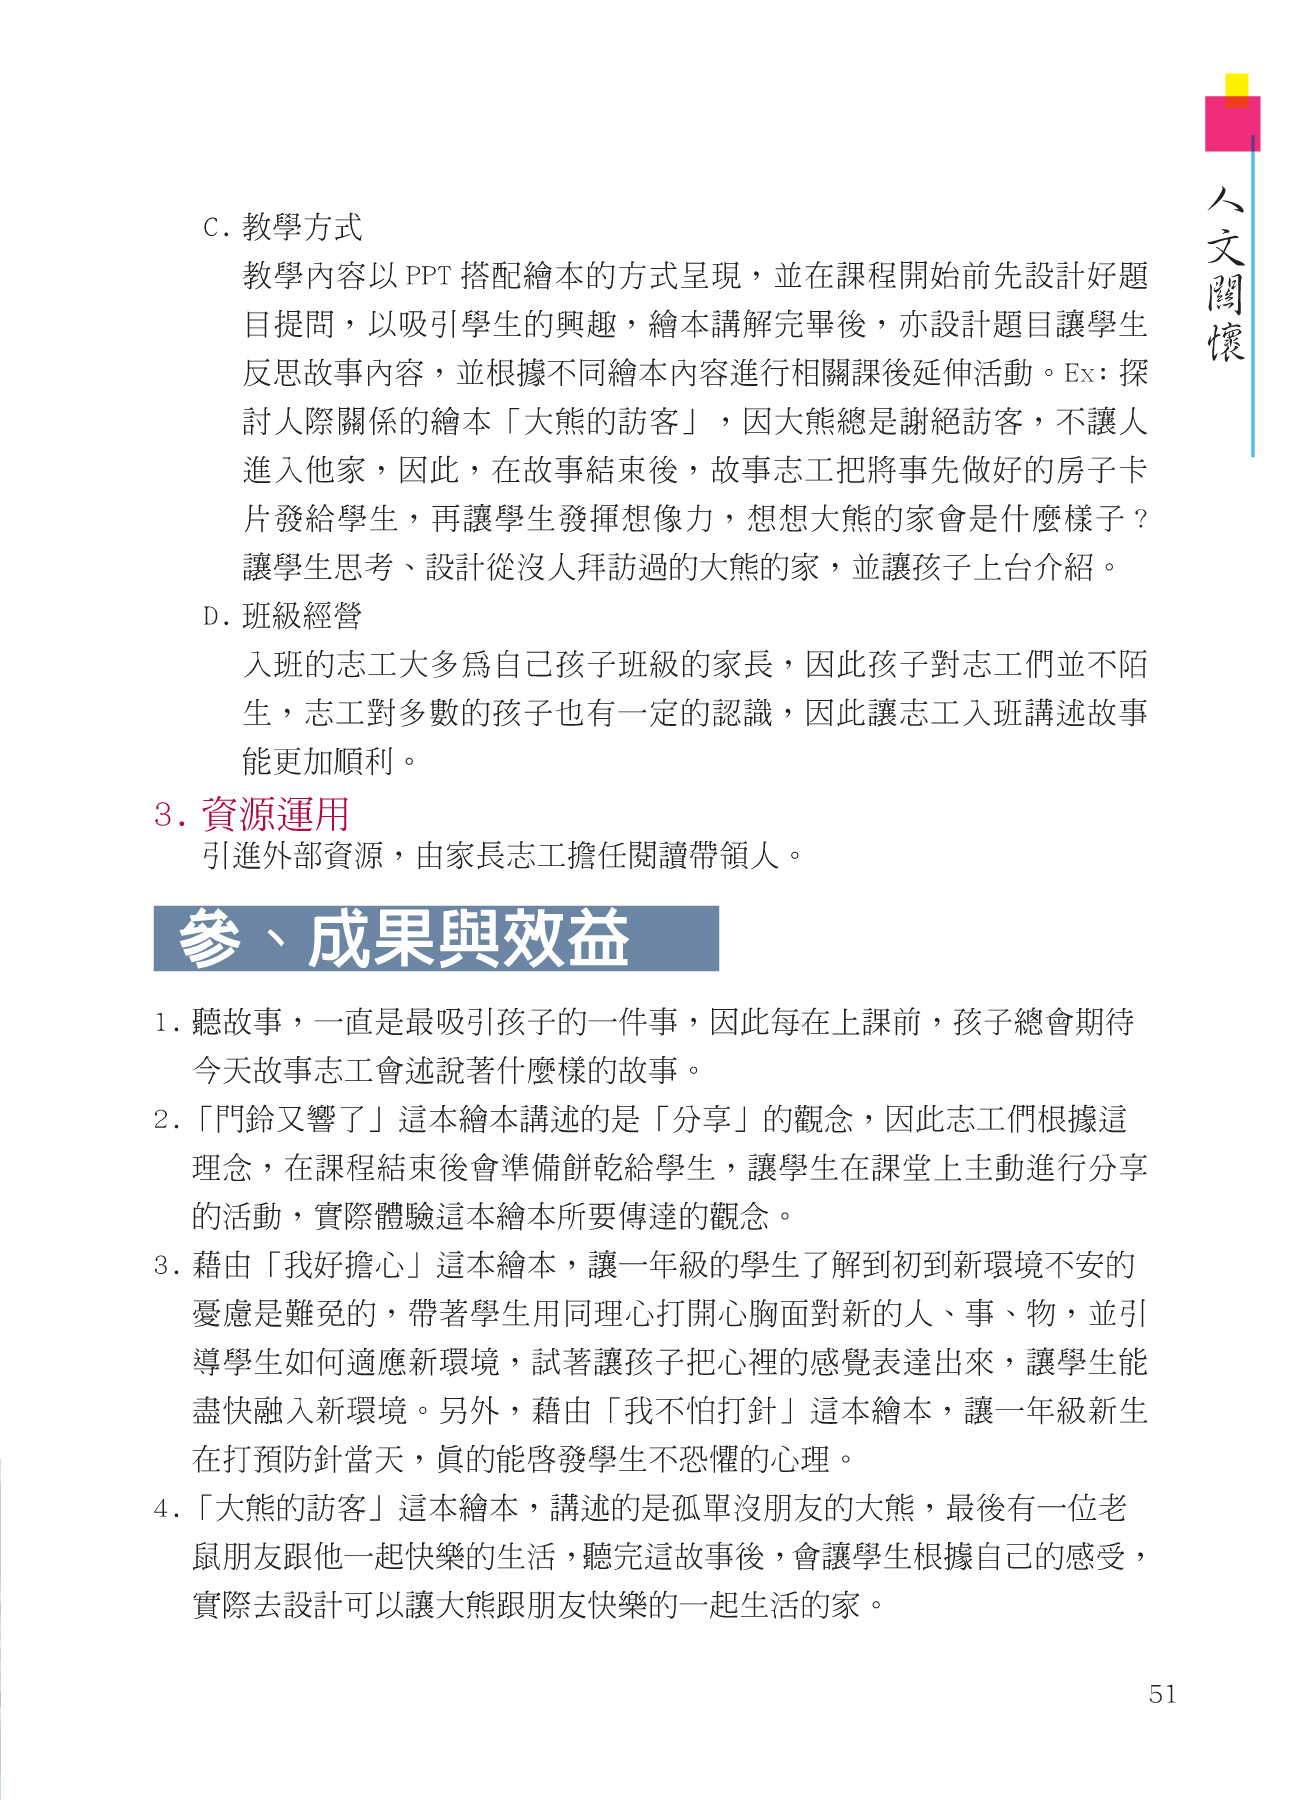 人文關懷
C. 教學方式
教學內容以 PPT 搭配繪本的方式呈現，並在課程開始前先設計好題
目提問，以吸引學生的興趣，繪本講解完畢後，亦設計題目讓學生
反思故事內容，並根據不同繪本內容進行相關課後延伸活動。Ex: 探
討人際關係的繪本「大熊的訪客」，因大熊總是謝絕訪客，不讓人
進入他家，因此，在故事結束後，故事志工把將事先做好的房子卡
片發給學生，再讓學生發揮想像力，想想大熊的家會是什麼樣子？
讓學生思考、設計從沒人拜訪過的大熊的家，並讓孩子上台介紹。
D. 班級經營
入班的志工大多為自己孩子班級的家長，因此孩子對志工們並不陌
生，志工對多數的孩子也有一定的認識，因此讓志工入班講述故事
能更加順利。
3. 資源運用
引進外部資源，由家長志工擔任閱讀帶領人。
參、成果與效益
1. 聽故事，一直是最吸引孩子的一件事，因此每在上課前，孩子總會期待
今天故事志工會述說著什麼樣的故事。
2.「門鈴又響了」這本繪本講述的是「分享」的觀念，因此志工們根據這
理念，在課程結束後會準備餅乾給學生，讓學生在課堂上主動進行分享
的活動，實際體驗這本繪本所要傳達的觀念。
3. 藉由「我好擔心」這本繪本，讓一年級的學生了解到初到新環境不安的
憂慮是難免的，帶著學生用同理心打開心胸面對新的人、事、物，並引
導學生如何適應新環境，試著讓孩子把心裡的感覺表達出來，讓學生能
盡快融入新環境。另外，藉由「我不怕打針」這本繪本，讓一年級新生
在打預防針當天，真的能啓發學生不恐懼的心理。
4.「大熊的訪客」這本繪本，講述的是孤單沒朋友的大熊，最後有一位老
鼠朋友跟他一起快樂的生活，聽完這故事後，會讓學生根據自己的感受，
實際去設計可以讓大熊跟朋友快樂的一起生活的家。
51